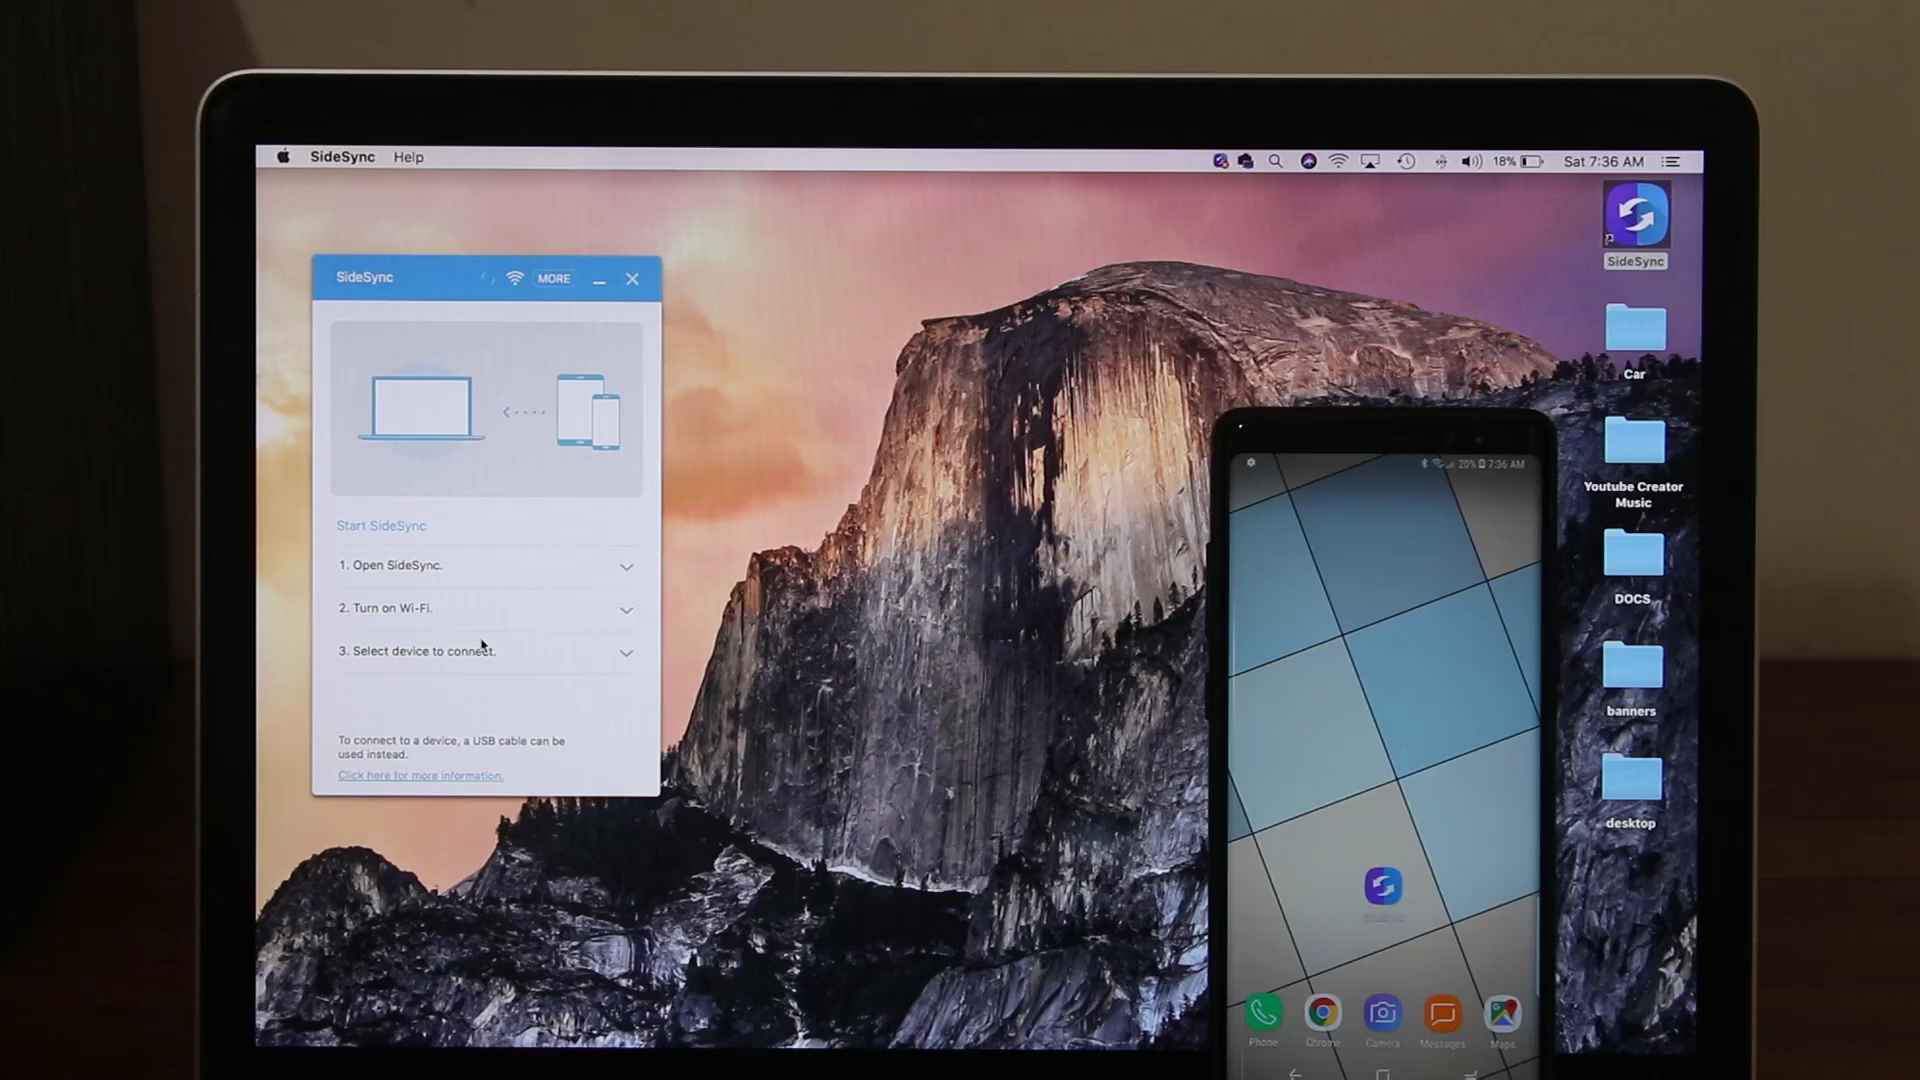 SideSync Help
18% Sat 7:36 AM
SideSync MORE
SideSync
Car
Youtube Creator
Music
DOCS
banners
desktop
Start SideSync
1. Open SideSync.
2. Turn on Wi-Fi.
3. Select device to connect.
To connect to a device, a USB cable can be
used instead.
Click here for more information.
20% 7:36 AM
SideSync
Phone
Chrome
Camera
Messages
Maps